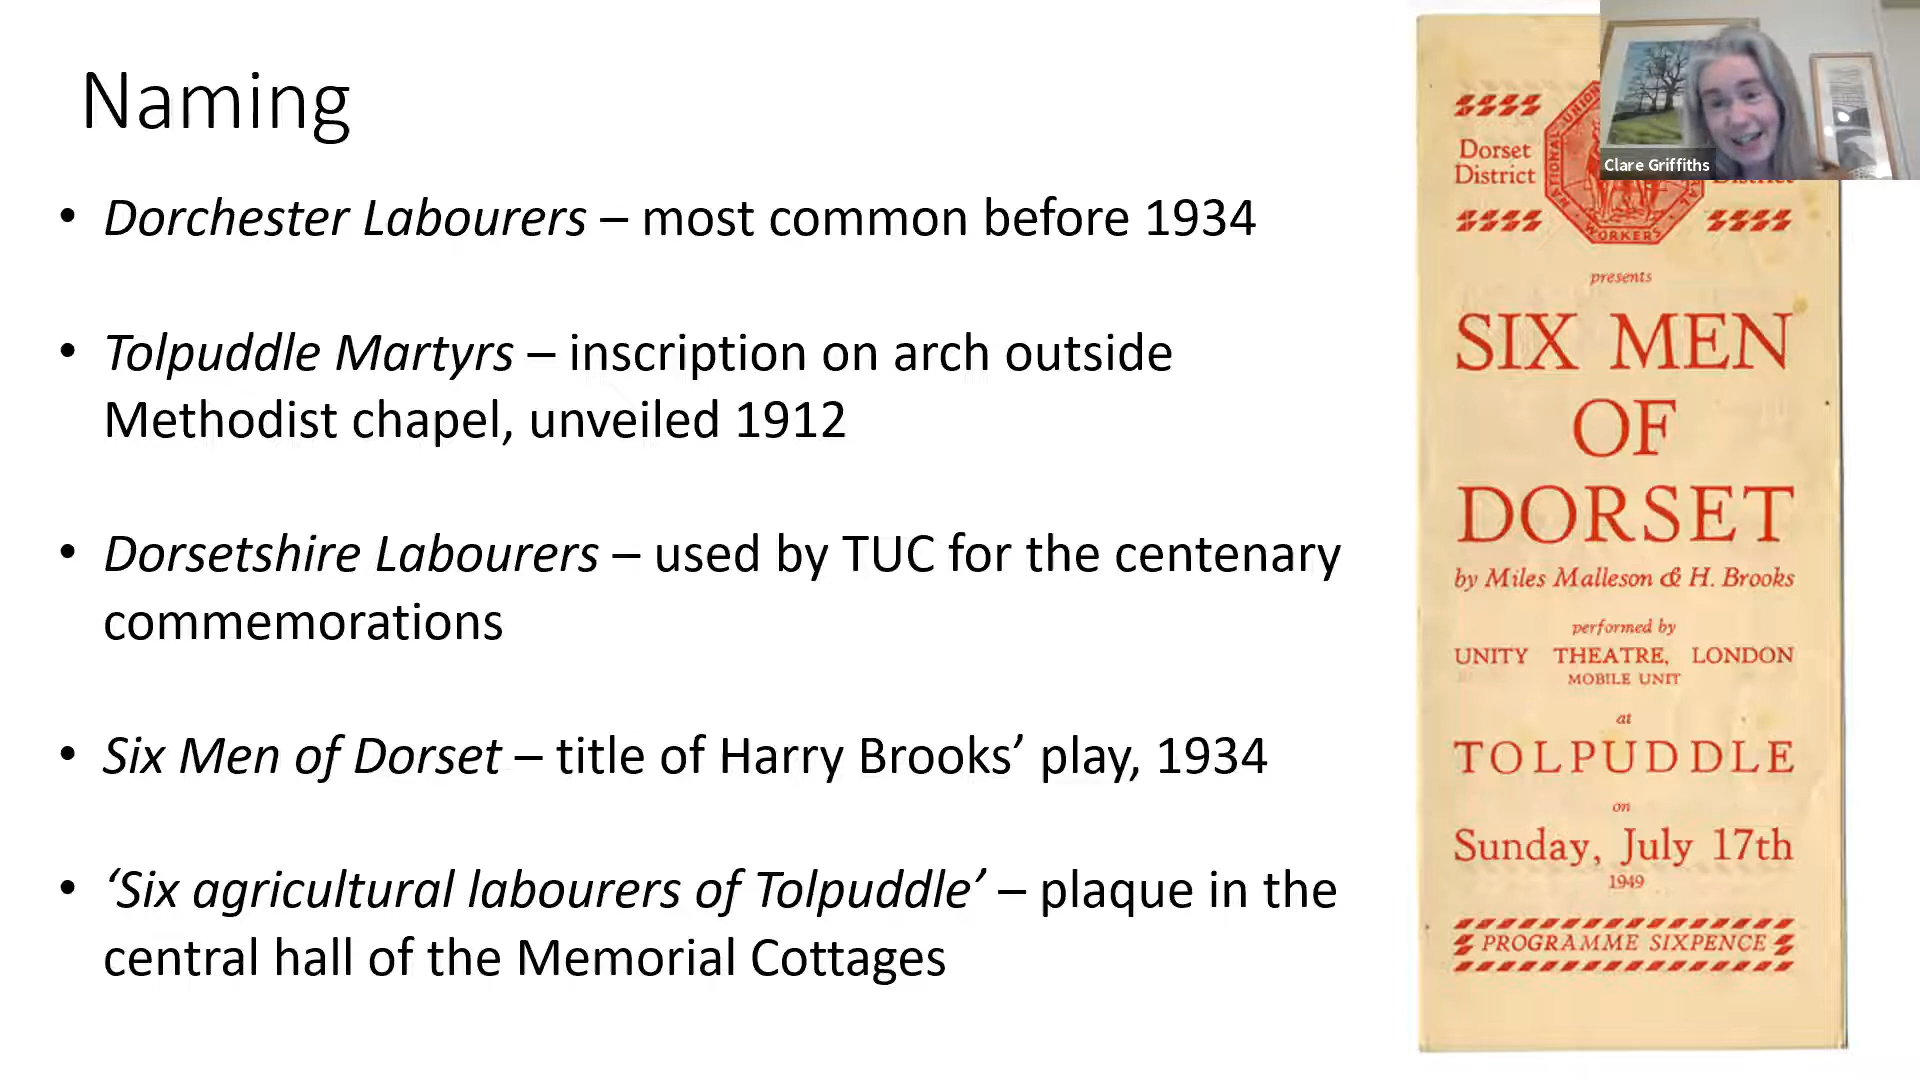 Naming
• Dorchester Labourers – most common before 1934
• Tolpuddle Martyrs – inscription on arch outside
Methodist chapel, unveiled 1912
• Dorsetshire Labourers – used by TUC for the centenary
commemorations
• Six Men of Dorset – title of Harry Brooks’ play, 1934
• ‘Six agricultural labourers of Tolpuddle’ – plaque in the
central hall of the Memorial Cottages
Clare Griffiths
Dorset
District
NATIONAL UNION
WORKERS
presents
SIX MEN
OF
DORSET
by Miles Malleson & H. Brooks
performed by
UNITY THEATRE, LONDON
MOBILE UNIT
at
TOLPUDDLE
on
Sunday, July 17th
1949
PROGRAMME SIXPENCE